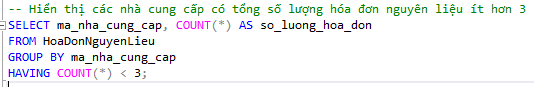 -- Hiển thị các nhà cung cấp có tổng số lượng hóa đơn nguyên liệu ít hơn 3
SELECT ma_nha_cung_cap, COUNT(*) AS so_luong_hoa_don
FROM HoaDonNguyenLieu
GROUP BY ma_nha_cung_cap
HAVING COUNT(*) < 3;